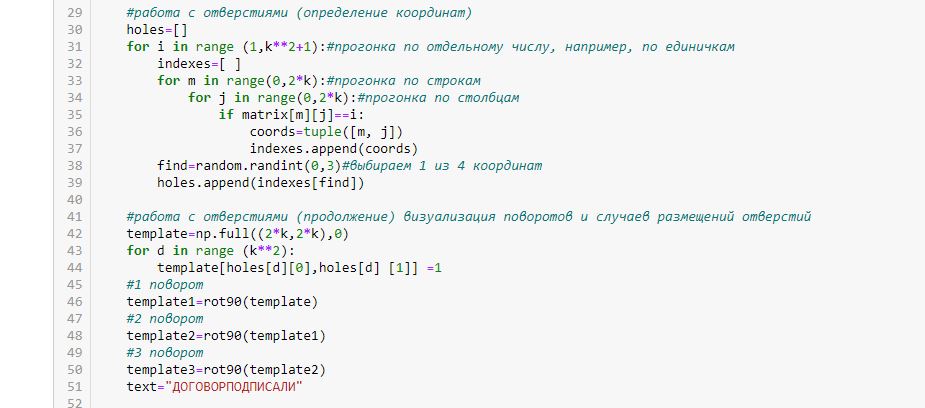 29 #работа с отверстиями (определение координат)
30 holes=[]
31 for i in range (1,k**2+1):#прогонка по отдельному числу, например, по единичкам
32     indexes=[ ]
33     for m in range(0,2*k):#прогонка по строкам
34         for j in range(0,2*k):#прогонка по столбцам
35             if matrix[m][j]==i:
36                 coords=tuple([m, j])
37                 indexes.append(coords)
38     find=random.randint(0,3)#выбираем 1 из 4 координат
39     holes.append(indexes[find])
40
41 #работа с отверстиями (продолжение) визуализация поворотов и случаев размещений отверстий
42 template=np.full((2*k,2*k),0)
43 for d in range (k**2):
44     template[holes[d][0],holes[d] [1]] =1
45 #1 поворот
46 template1=rot90(template)
47 #2 поворот
48 template2=rot90(template1)
49 #3 поворот
50 template3=rot90(template2)
51 text="ДОГОВОРПОДПИСАЛИ"
52